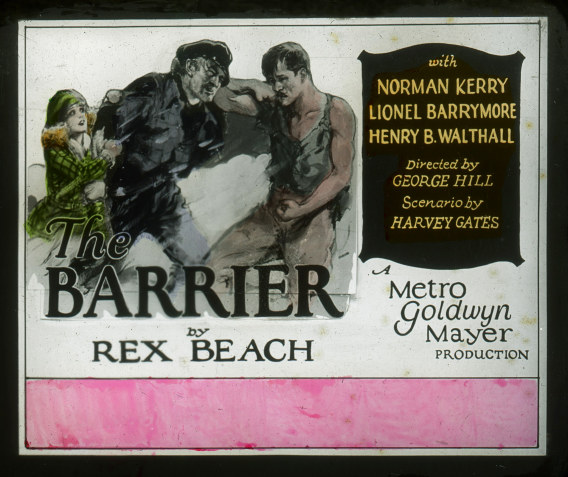 The
BARRIER
by
REX BEACH
with
NORMAN KERRY
LIONEL BARRYMORE
HENRY B. WALTHALL
Directed by
GEORGE HILL
Scenario by
HARVEY GATES
A
Metro
Goldwyn
Mayer
PRODUCTION